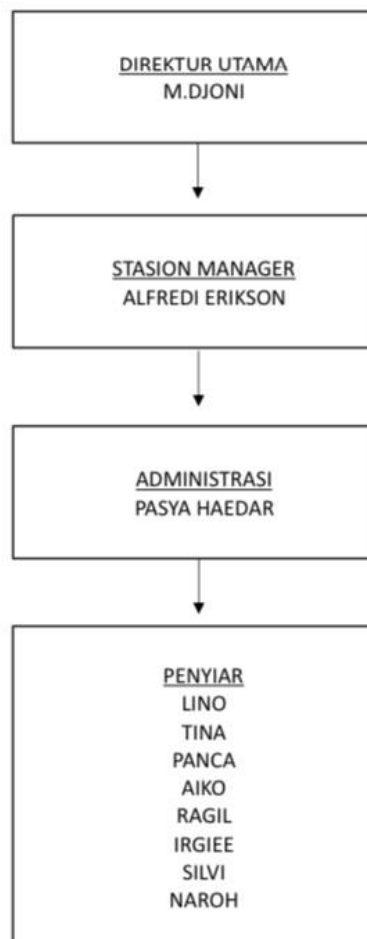 DIREKTUR UTAMA
M.DJONI
STASION MANAGER
ALFREDI ERIKSON
ADMINISTRASI
PASYA HAEDAR
PENYIAR
LINO
TINA
PANCA
AIKO
RAGIL
IRGIEE
SILVI
NAROH